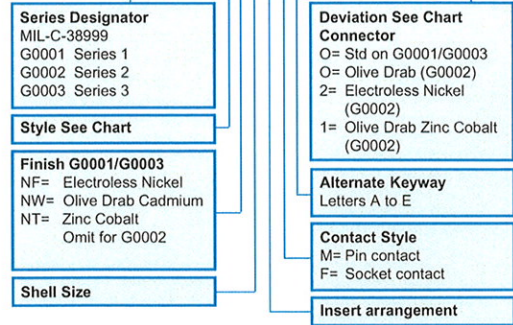 Series Designator
MIL-C-38999
G0001 Series 1
G0002 Series 2
G0003 Series 3
Style See Chart
Finish G0001/G0003
NF= Electroless Nickel
NW= Olive Drab Cadmium
NT= Zinc Cobalt
Omit for G0002
Shell Size
Deviation See Chart
Connector
O= Std on G0001/G0003
O= Olive Drab (G0002)
2= Electroless Nickel
(G0002)
1= Olive Drab Zinc Cobalt
(G0002)
Alternate Keyway
Letters A to E
Contact Style
M= Pin contact
F= Socket contact
Insert arrangement